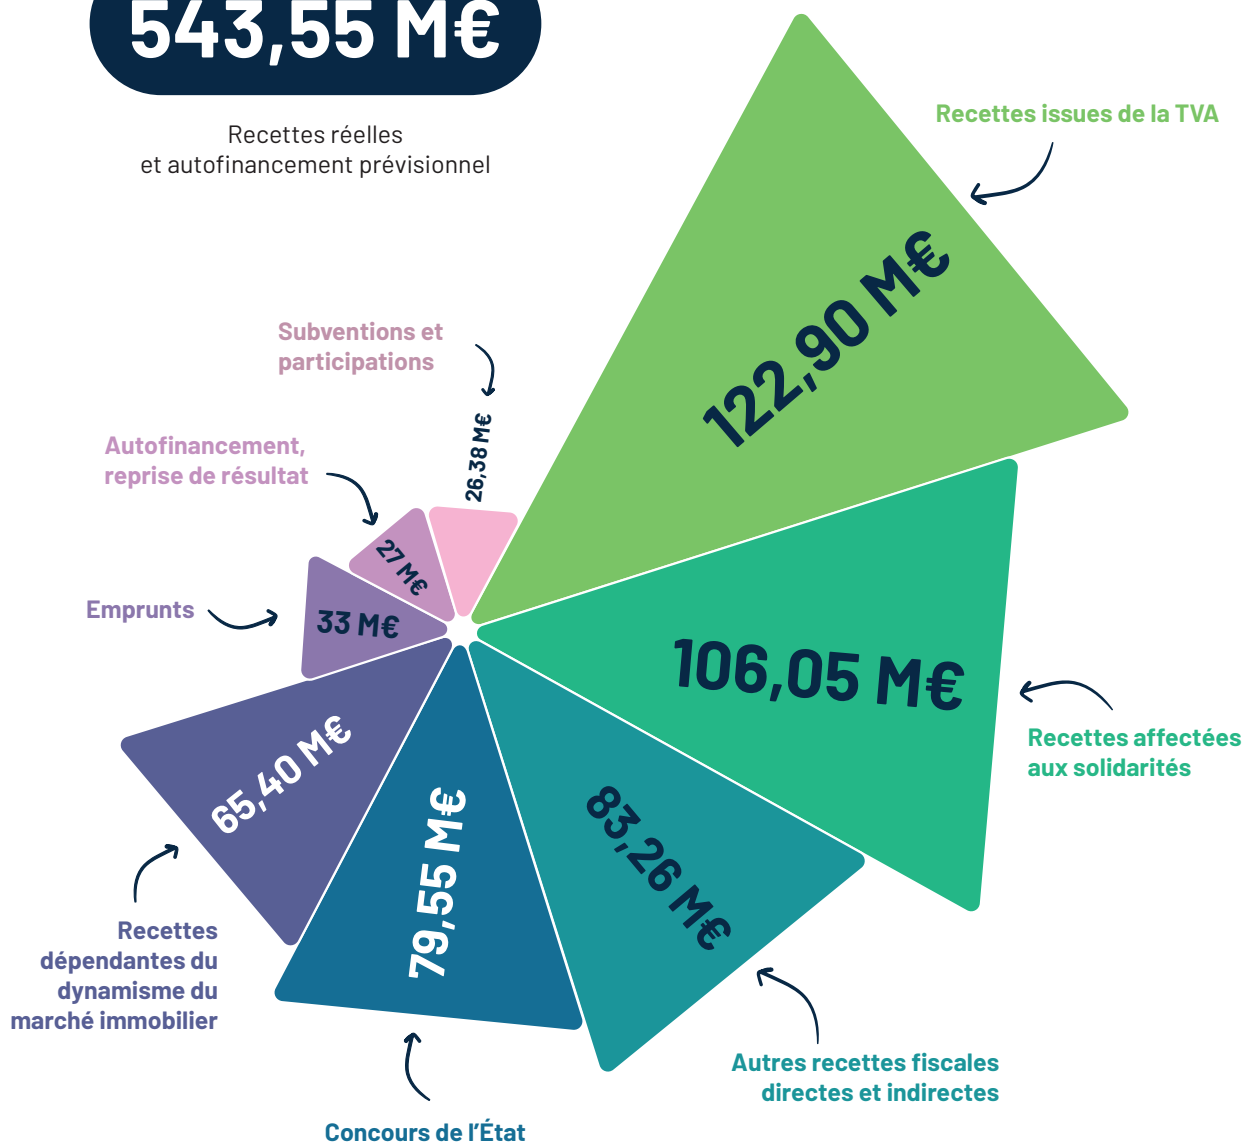 543,55 M€
Recettes réelles
et autofinancement prévisionnel
Recettes issues de la TVA
122,90 M€
Subventions et
participations
26,38 M€
Autofinancement,
reprise de résultat
27 M€
Emprunts
33 M€
106,05 M€
Recettes affectées
aux solidarités
65,40 M€
79,55 M€
83,26 M€
Recettes
dépendantes du
dynamisme du
marché immobilier
Autres recettes fiscales
directes et indirectes
Concours de l’État